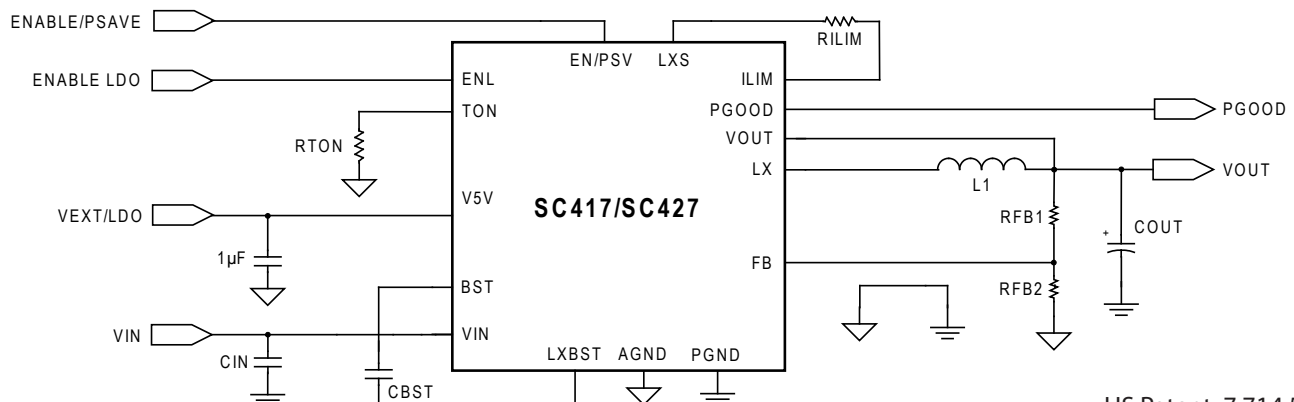 ENABLE/PSAVE
RILIM
EN/PSV LXS
ENABLE LDO
ENL
ILIM
TON
PGOOD
PGOOD
RTON
VOUT
LX
L1
VOUT
VEXT/LDO
V5V
SC417/SC427
RFB1
+
COUT
1µF
FB
BST
RFB2
VIN
VIN
CIN
LXBST AGND PGND
CBST